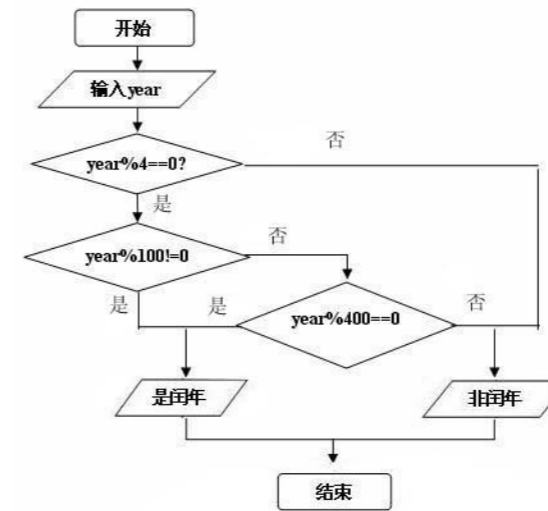 开始
输入year
year%4==0?
否
是
year%100!=0
否
是
是
year%400==0
否
是闰年
非闰年
结束